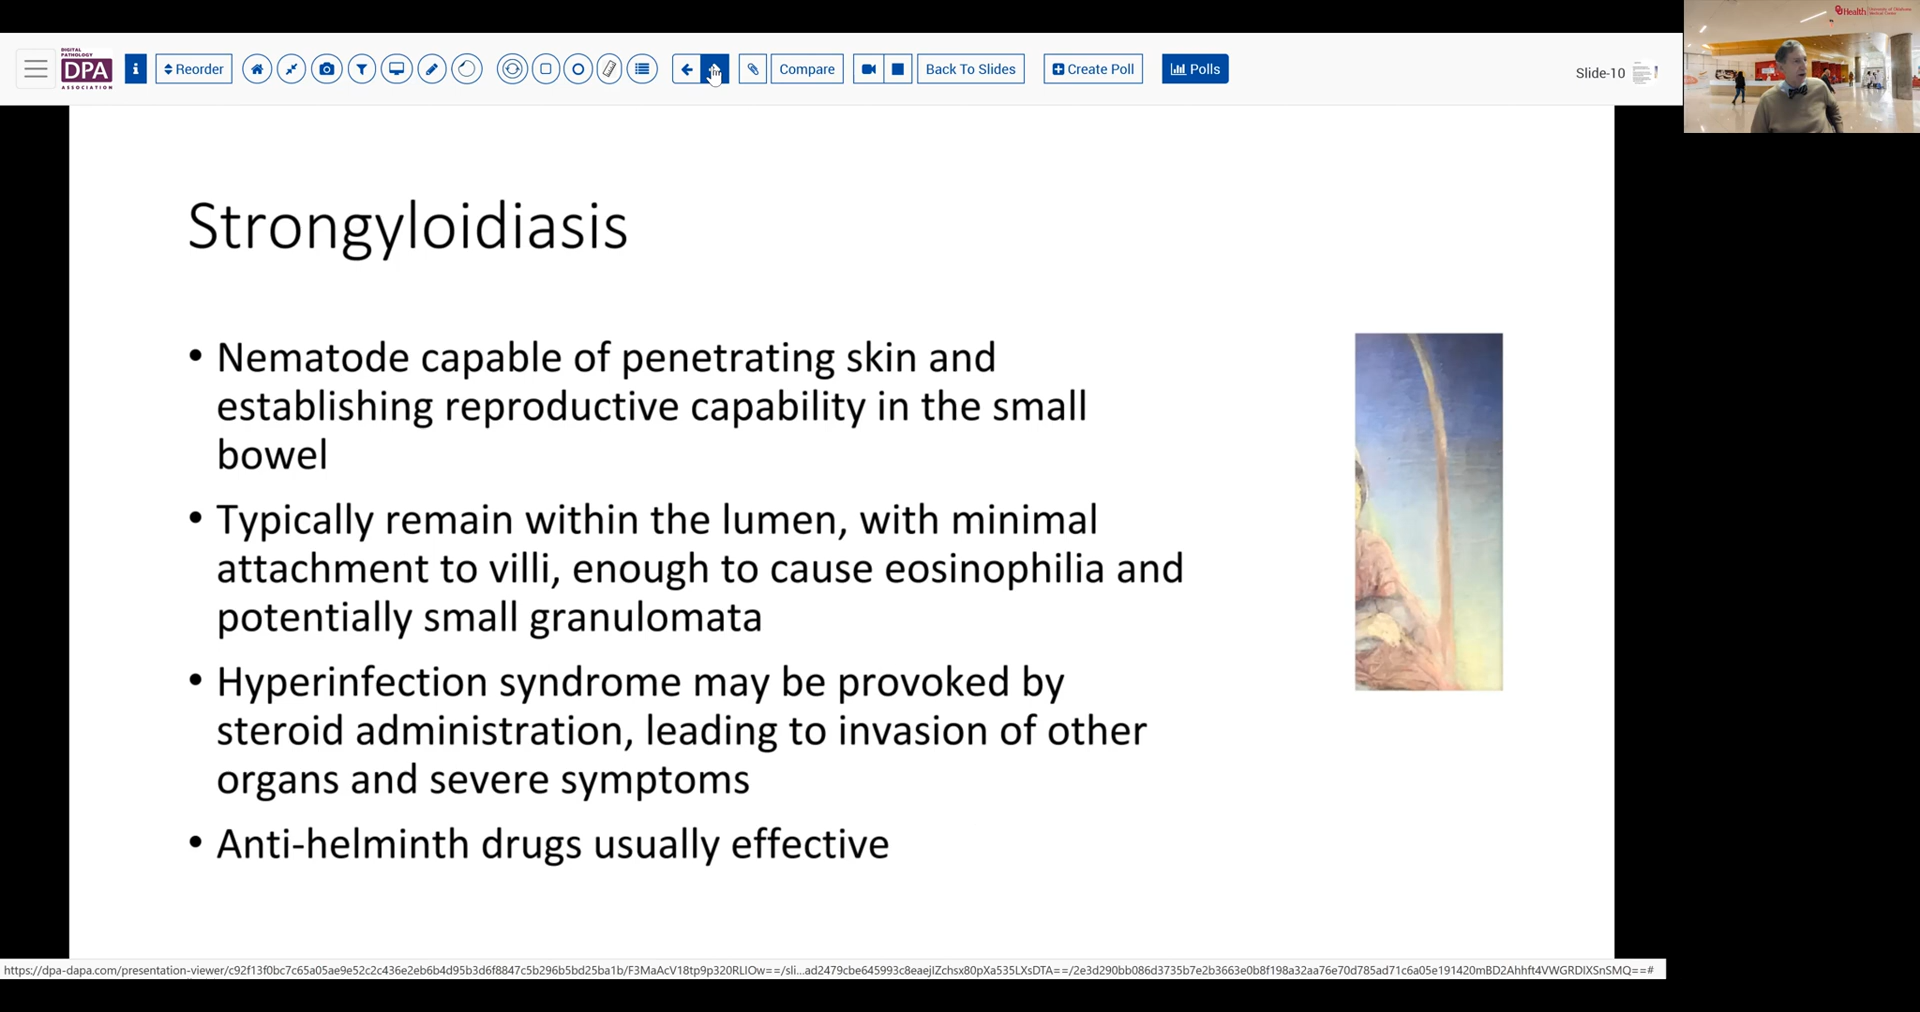 DIGITAL
PATHOLOGY
DPA
ASSOCIATION
i
Reorder
Compare
Back To Slides
Create Poll
Polls
Slide-10
Health
Strongyloidiasis
• Nematode capable of penetrating skin and
establishing reproductive capability in the small
bowel
• Typically remain within the lumen, with minimal
attachment to villi, enough to cause eosinophilia and
potentially small granulomata
• Hyperinfection syndrome may be provoked by
steroid administration, leading to invasion of other
organs and severe symptoms
• Anti-helminth drugs usually effective